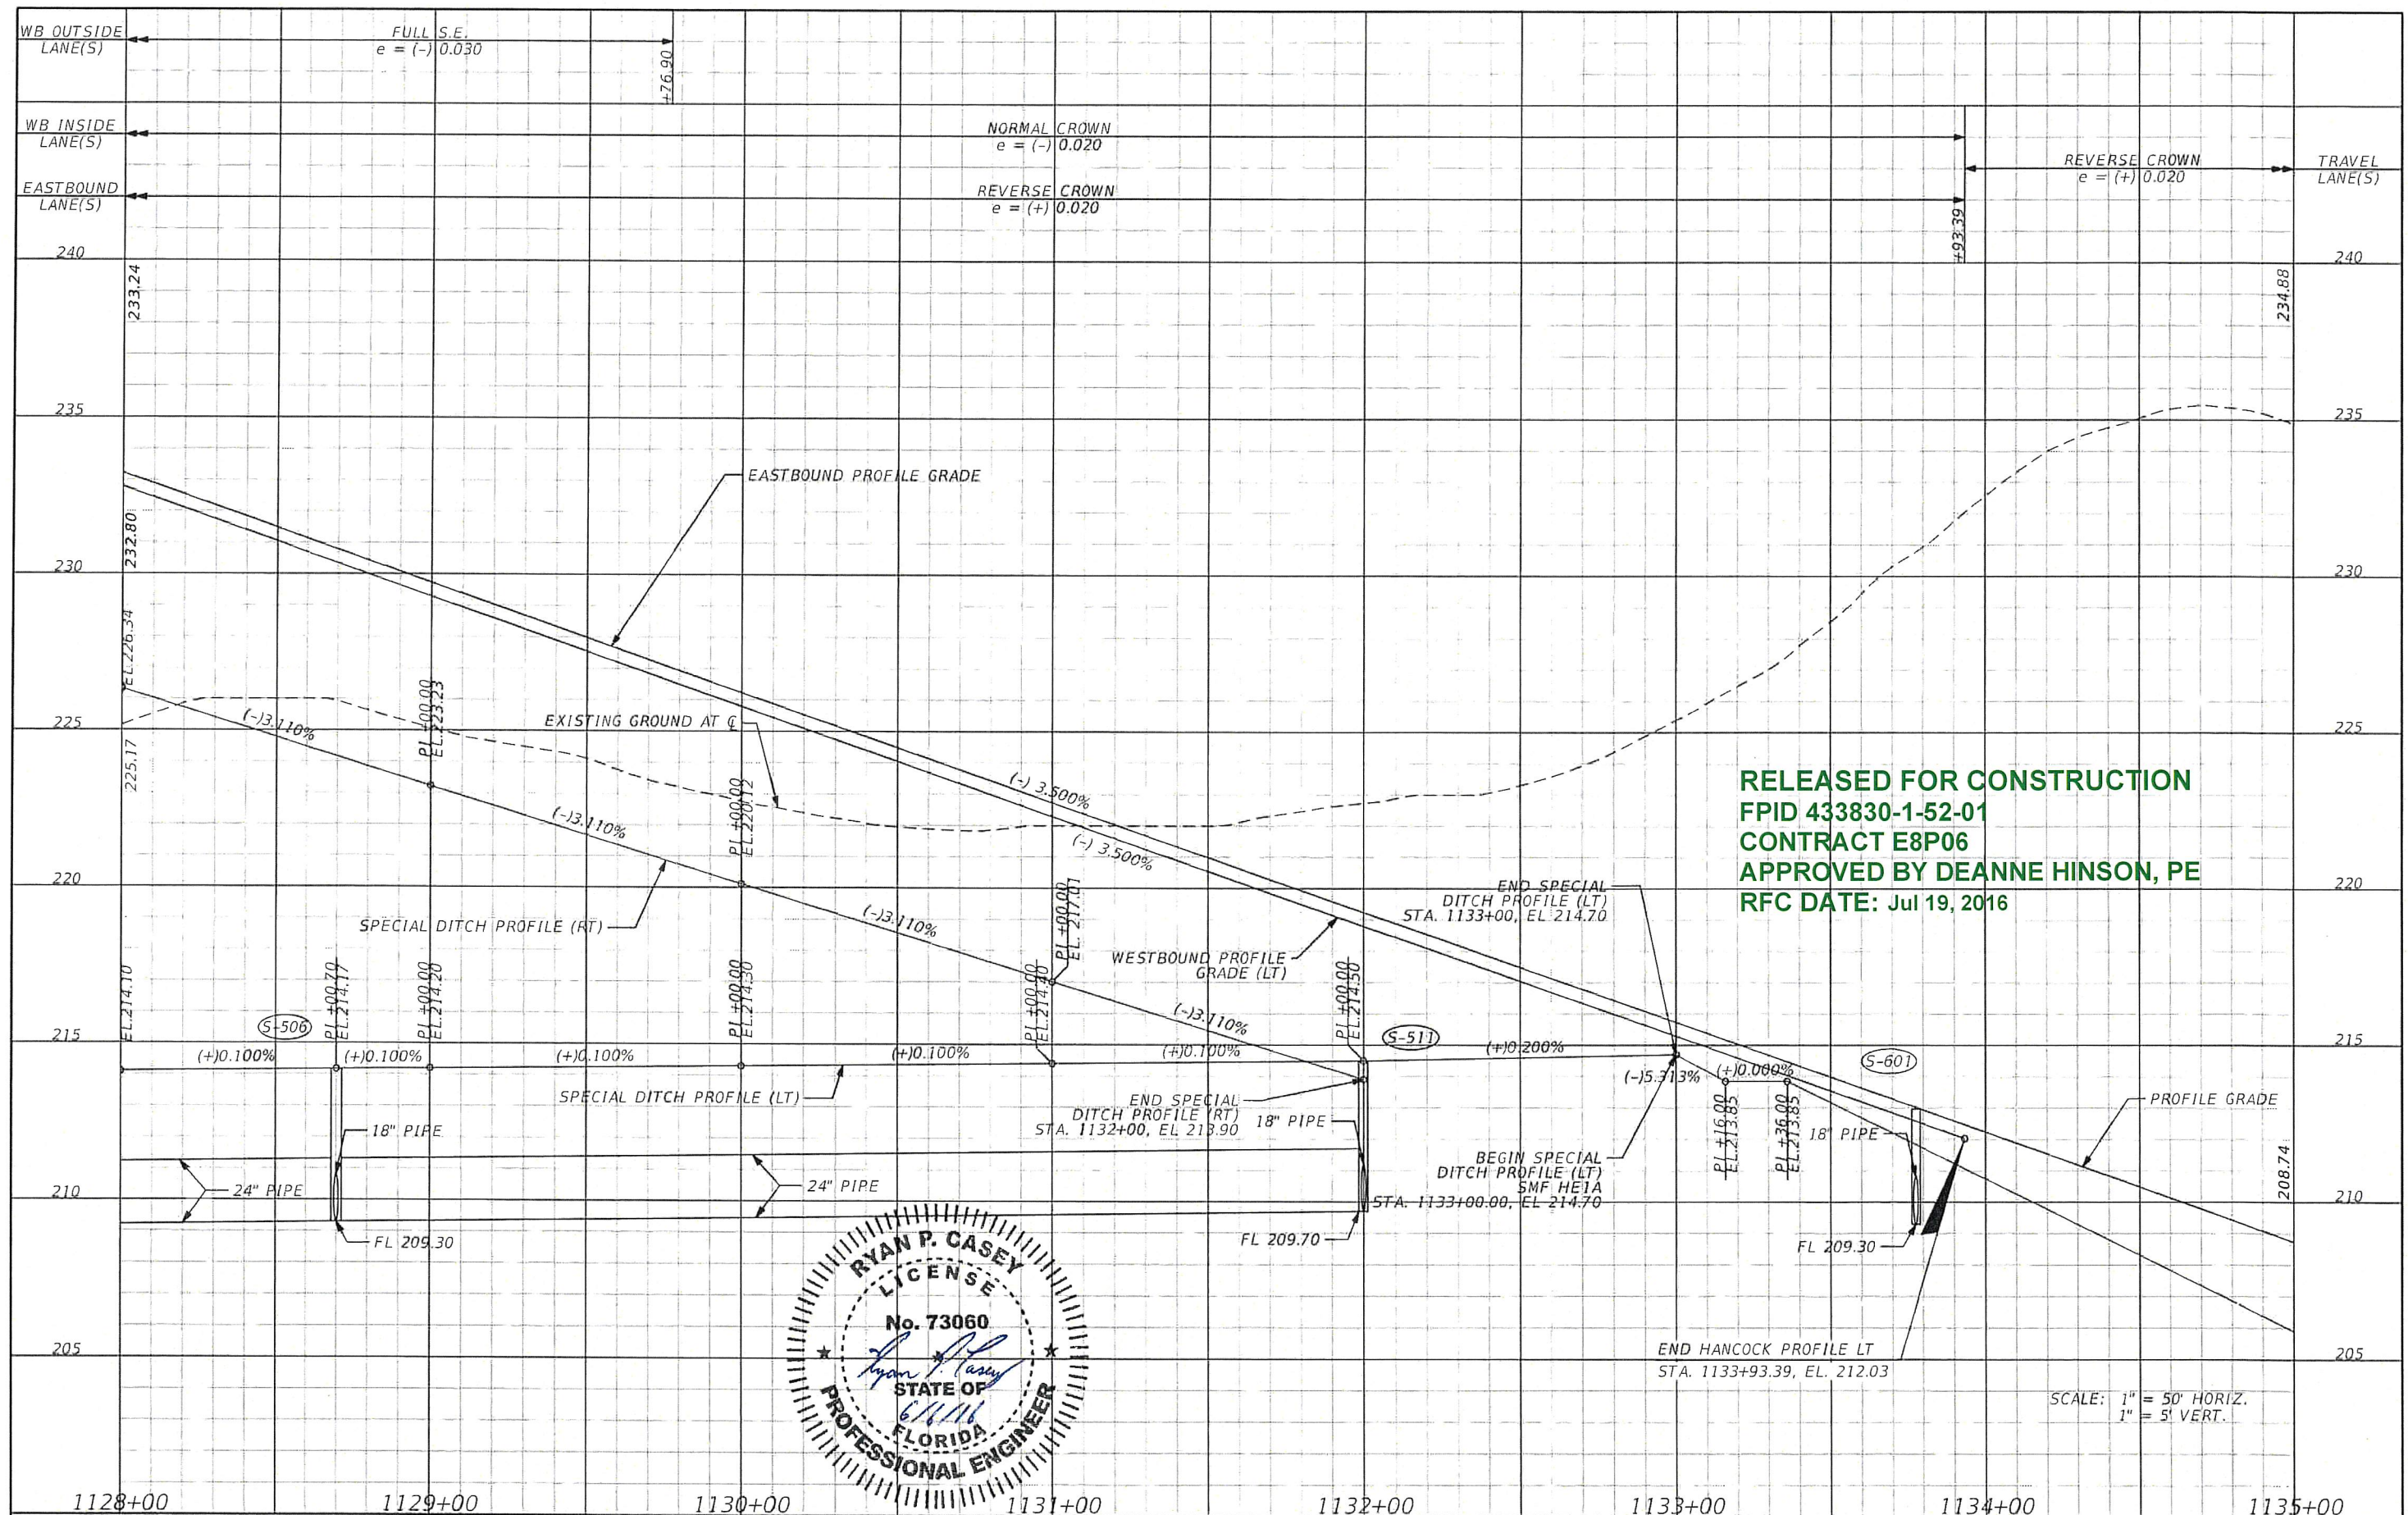 WB OUTSIDE
LANE(S)
FULL S.E.
e = (-) 0.030
+76.90
WB INSIDE
LANE(S)
NORMAL CROWN
e = (-) 0.020
REVERSE CROWN
e = (+) 0.020
TRAVEL
LANE(S)
EASTBOUND
LANE(S)
REVERSE CROWN
e = (+) 0.020
+93.39
240
240
233.24
234.88
235
235
EASTBOUND PROFILE GRADE
232.80
230
230
EL.226.34
PI +00.00
EL.223.23
(-)3.110%
EXISTING GROUND AT ℄
225
225
225.17
(-) 3.500%
RELEASED FOR CONSTRUCTION
FPID 433830-1-52-01
CONTRACT E8P06
APPROVED BY DEANNE HINSON, PE
RFC DATE: Jul 19, 2016
PI +00.00
EL.220.12
(-)3.110%
(-) 3.500%
220
220
END SPECIAL
DITCH PROFILE (LT)
STA. 1133+00, EL 214.70
SPECIAL DITCH PROFILE (RT)
(-)3.110%
PI +00.00
EL. 217.01
WESTBOUND PROFILE
GRADE (LT)
EL.214.10
PI +00.70
EL.214.17
PI +00.00
EL.214.20
PI +00.00
EL.214.30
PI +00.00
EL.214.40
PI +00.00
EL.214.50
S-506
(-)3.110%
S-511
215
215
(+)0.100%
(+)0.100%
(+)0.100%
(+)0.100%
(+)0.100%
(+)0.200%
S-601
(-)5.313%
(+)0.000%
SPECIAL DITCH PROFILE (LT)
END SPECIAL
DITCH PROFILE (RT)
STA. 1132+00, EL 213.90
18" PIPE
PI +16.00
EL.213.85
PI +36.00
EL.213.85
PROFILE GRADE
18" PIPE
18" PIPE
BEGIN SPECIAL
DITCH PROFILE (LT)
SMF HE1A
STA. 1133+00.00, EL 214.70
208.74
24" PIPE
24" PIPE
210
210
FL 209.30
FL 209.70
FL 209.30
RYAN P. CASEY
LICENSE
No. 73060
Ryan P. Casey
STATE OF
6/6/16
FLORIDA
PROFESSIONAL ENGINEER
205
205
END HANCOCK PROFILE LT
STA. 1133+93.39, EL. 212.03
SCALE: 1" = 50' HORIZ.
1" = 5' VERT.
1128+00
1129+00
1130+00
1131+00
1132+00
1133+00
1134+00
1135+00